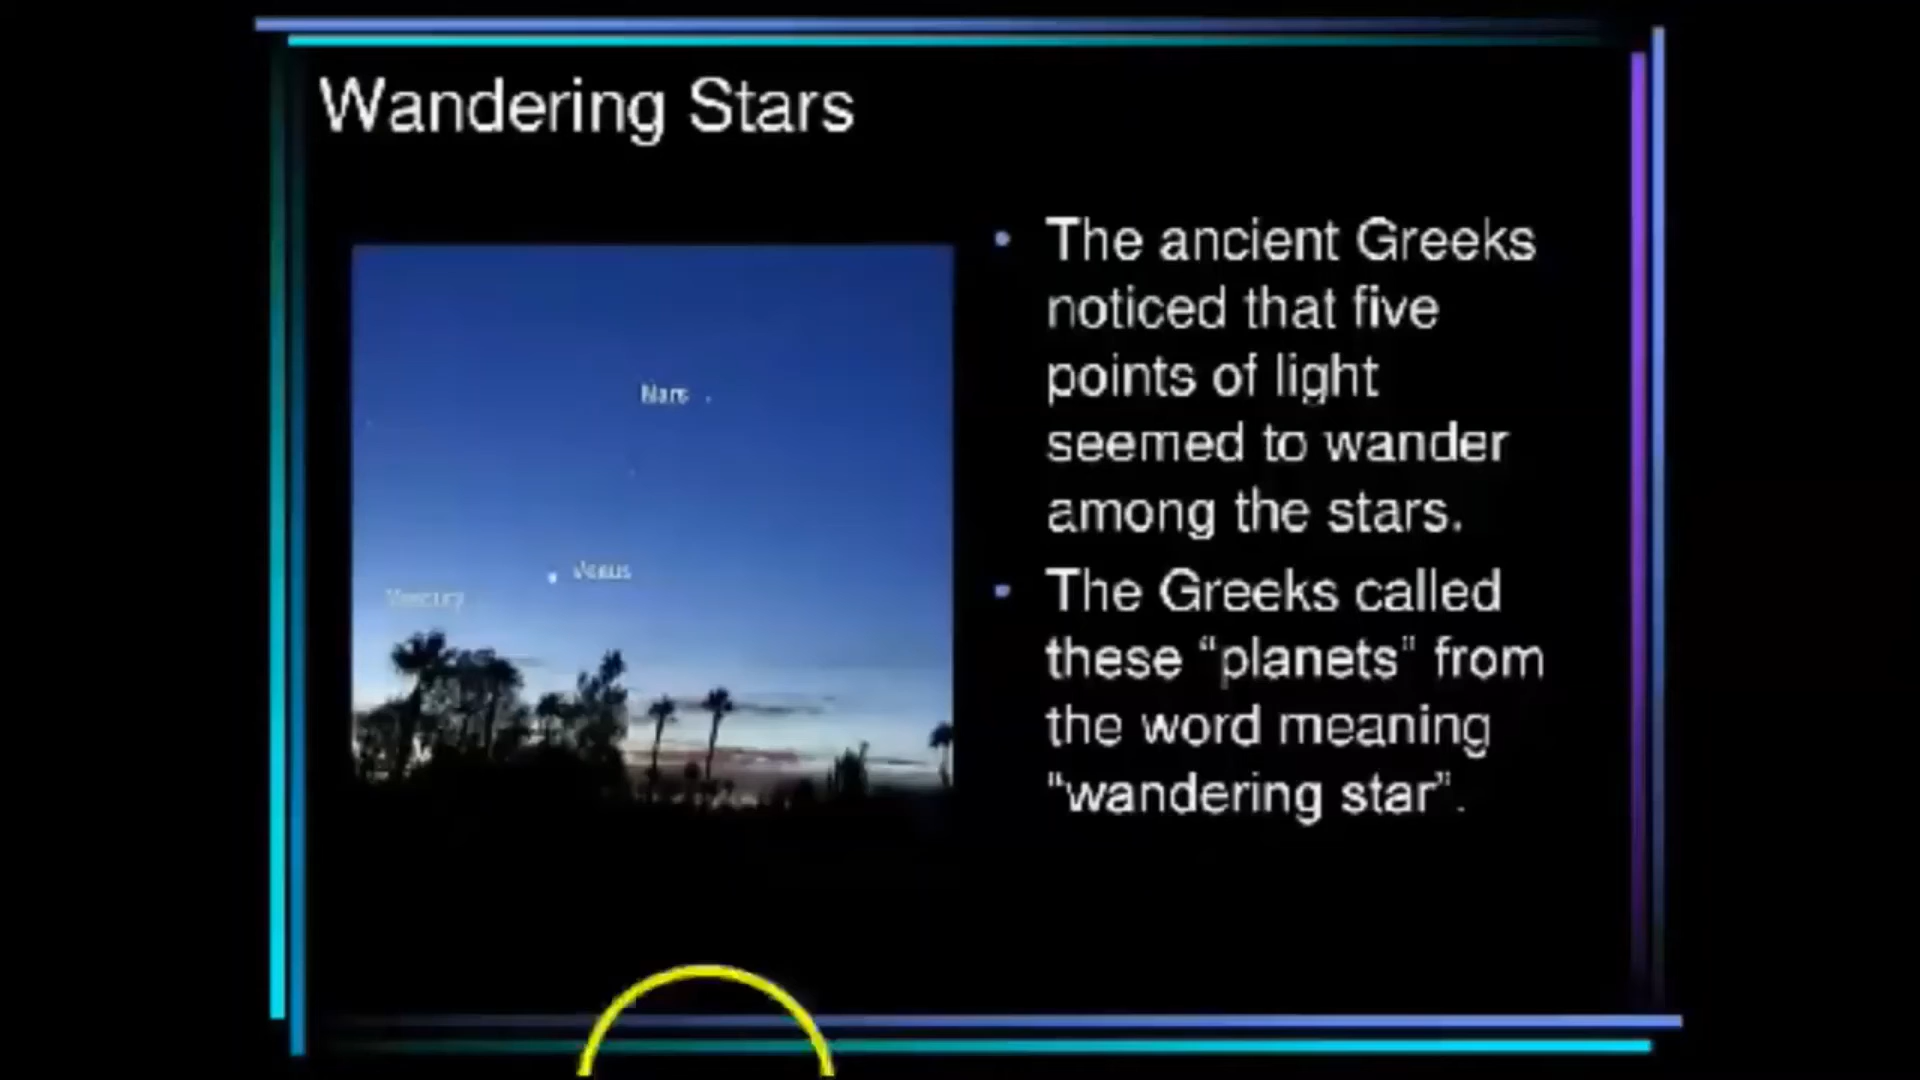 Wandering Stars
Mars
Venus
Mercury
• The ancient Greeks
noticed that five
points of light
seemed to wander
among the stars.
• The Greeks called
these “planets” from
the word meaning
“wandering star”.